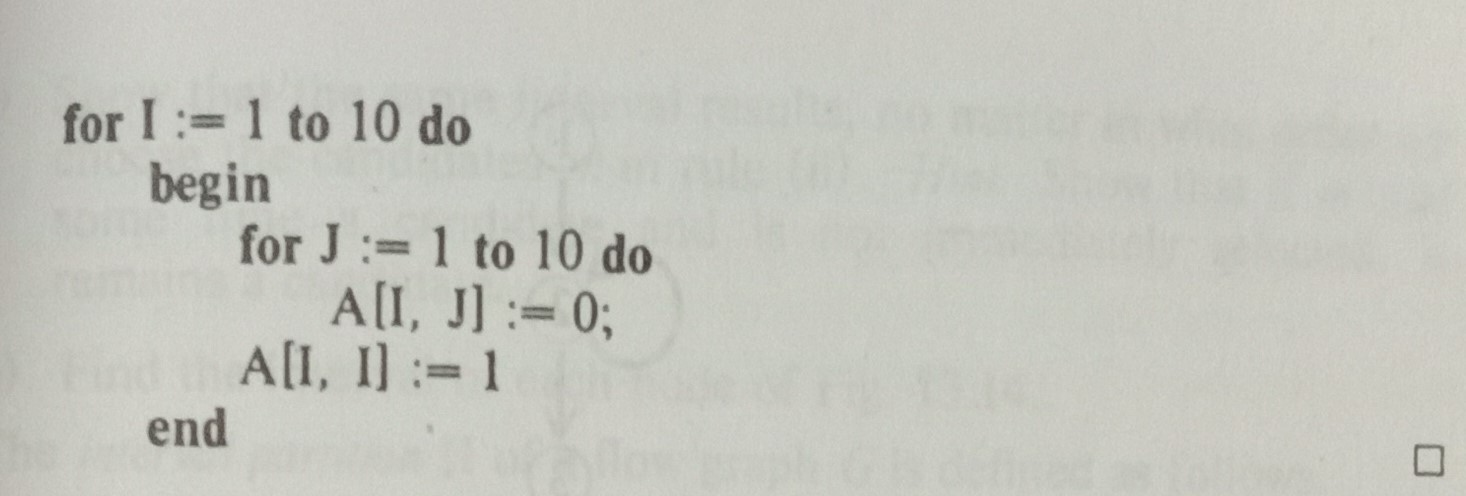 for I := 1 to 10 do
begin
for J := 1 to 10 do
A[I, J] := 0;
A[I, I] := 1
end